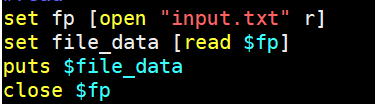 set fp [open "input.txt" r]
set file_data [read $fp]
puts $file_data
close $fp